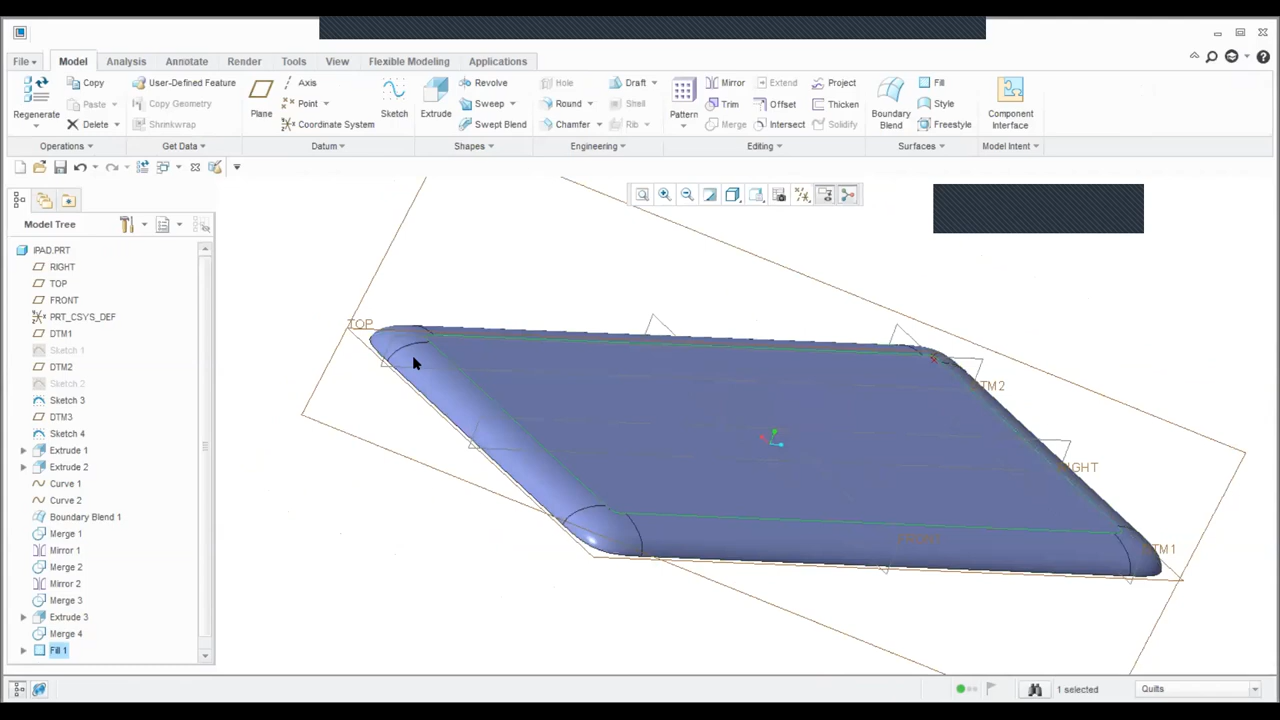 File Model Analysis Annotate Render Tools View Flexible Modeling Applications
Regenerate
Copy
Paste
Delete
Operations
User-Defined Feature
Copy Geometry
Shrinkwrap
Get Data
Plane
Axis
Point
Coordinate System
Sketch
Datum
Extrude
Revolve
Sweep
Swept Blend
Shapes
Hole
Round
Chamfer
Draft
Shell
Rib
Engineering
Pattern
Mirror
Trim
Merge
Extend
Offset
Intersect
Project
Thicken
Solidify
Editing
Boundary
Blend
Fill
Style
Freestyle
Surfaces
Component
Interface
Model Intent
Model Tree
IPAD.PRT
RIGHT
TOP
FRONT
PRT_CSYS_DEF
DTM1
Sketch 1
DTM2
Sketch 2
Sketch 3
DTM3
Sketch 4
Extrude 1
Extrude 2
Curve 1
Curve 2
Boundary Blend 1
Merge 1
Mirror 1
Merge 2
Mirror 2
Merge 3
Extrude 3
Merge 4
Fill 1
TOP
DTM2
RIGHT
FRONT
DTM1
1 selected
Quilts